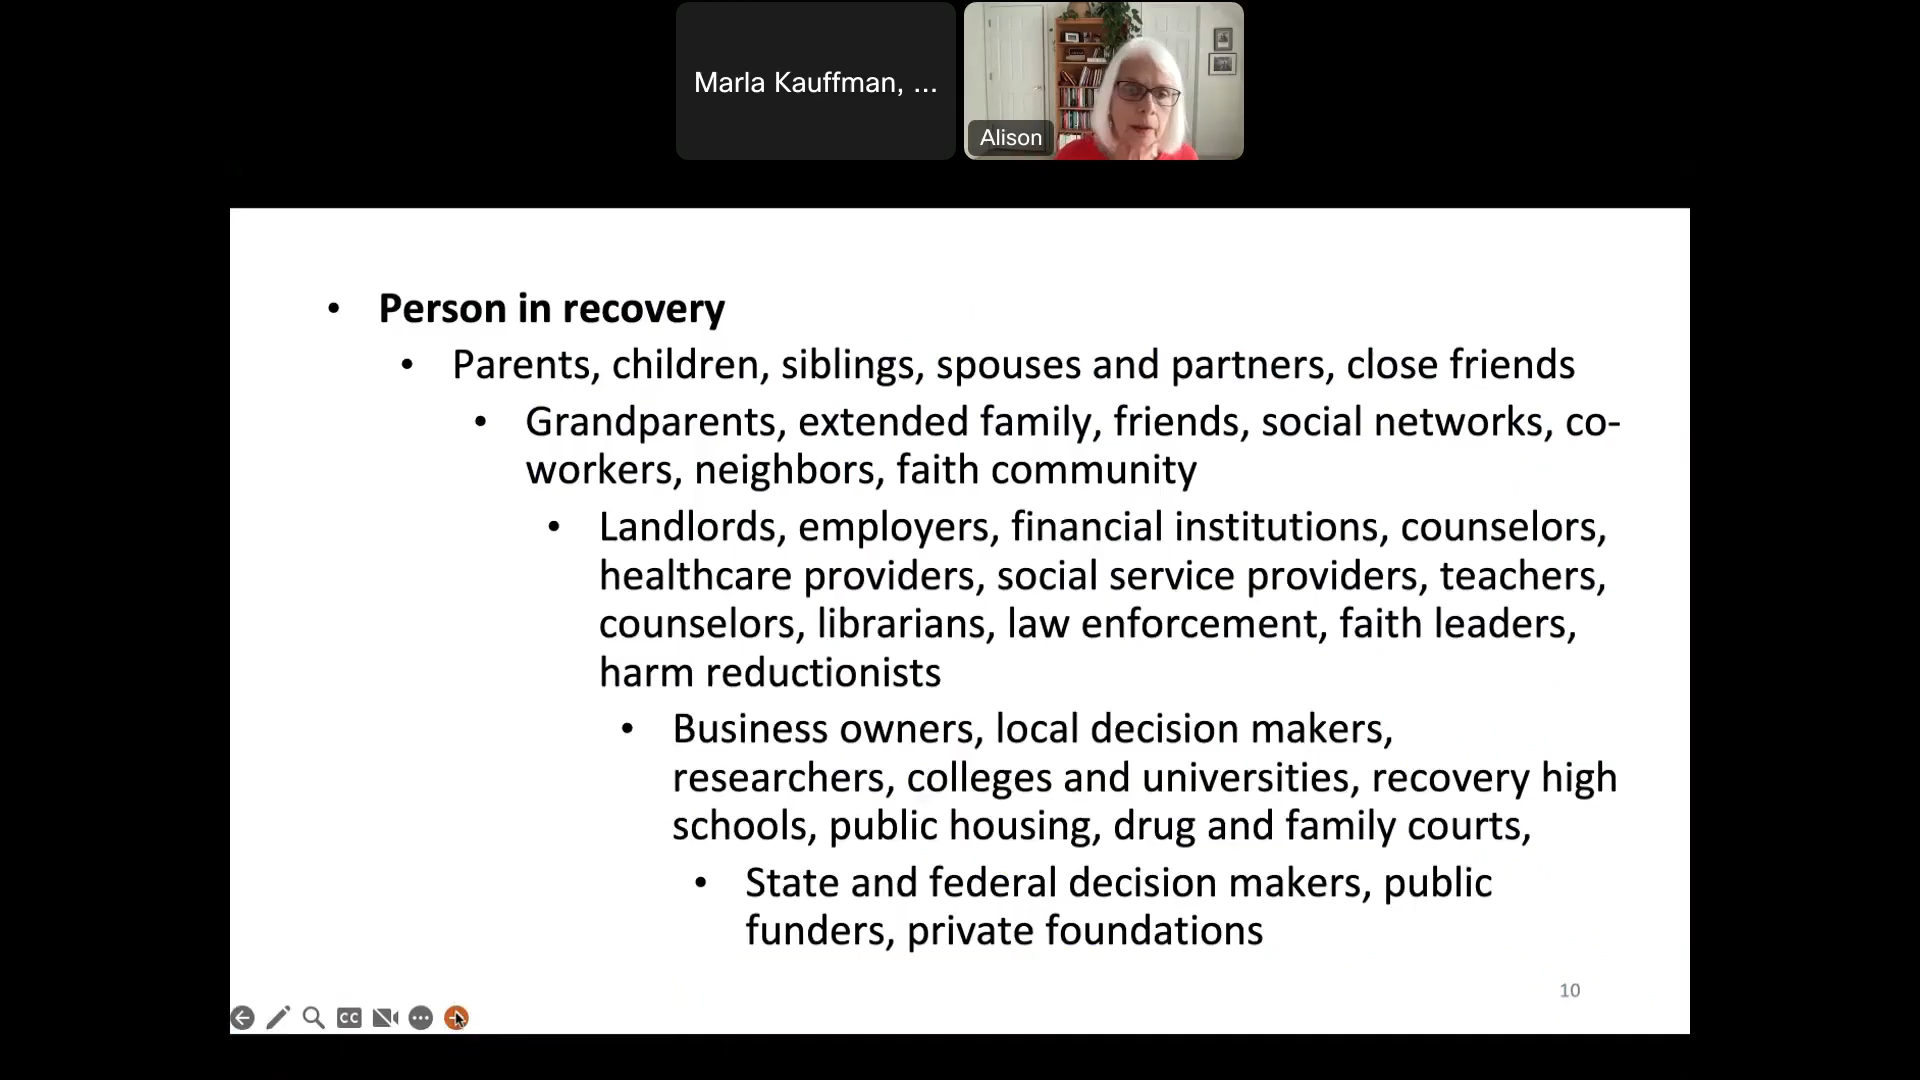 Marla Kauffman, ...
Alison
• Person in recovery
• Parents, children, siblings, spouses and partners, close friends
• Grandparents, extended family, friends, social networks, co-
workers, neighbors, faith community
• Landlords, employers, financial institutions, counselors,
healthcare providers, social service providers, teachers,
counselors, librarians, law enforcement, faith leaders,
harm reductionists
• Business owners, local decision makers,
researchers, colleges and universities, recovery high
schools, public housing, drug and family courts,
• State and federal decision makers, public
funders, private foundations
10
CC